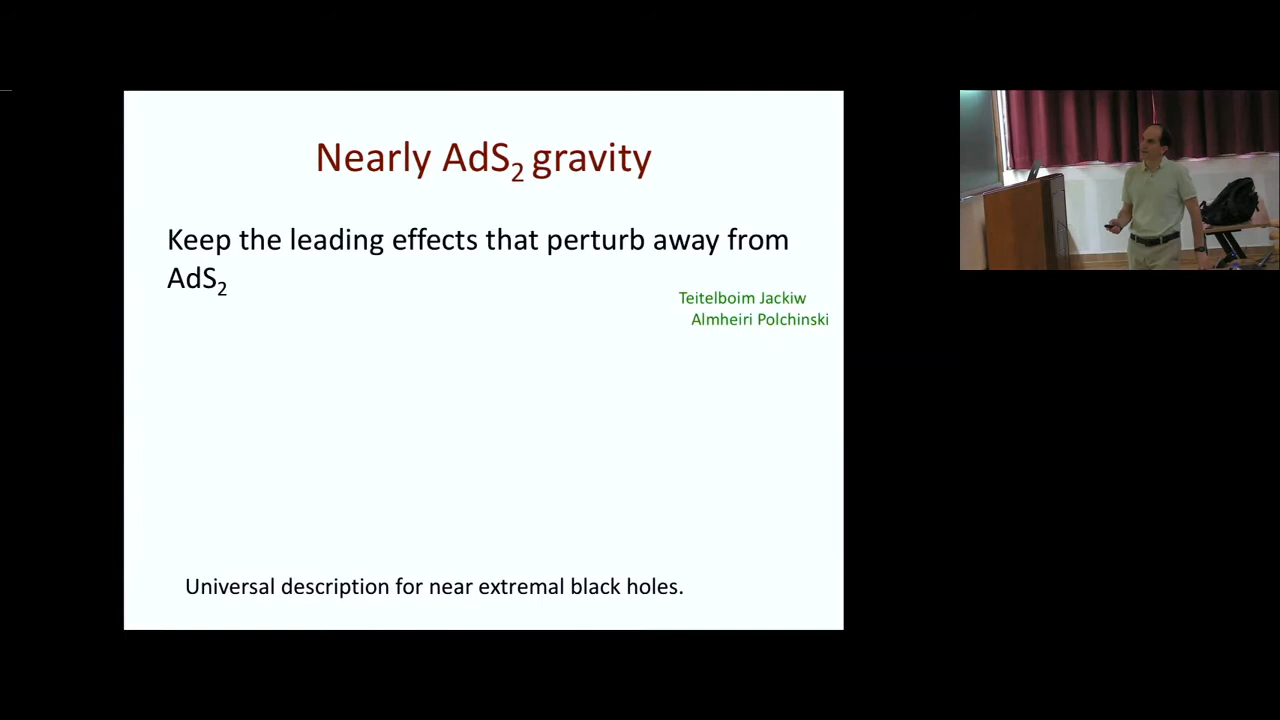 Nearly AdS₂ gravity
Keep the leading effects that perturb away from
AdS₂
Teitelboim Jackiw
Almheiri Polchinski
Universal description for near extremal black holes.